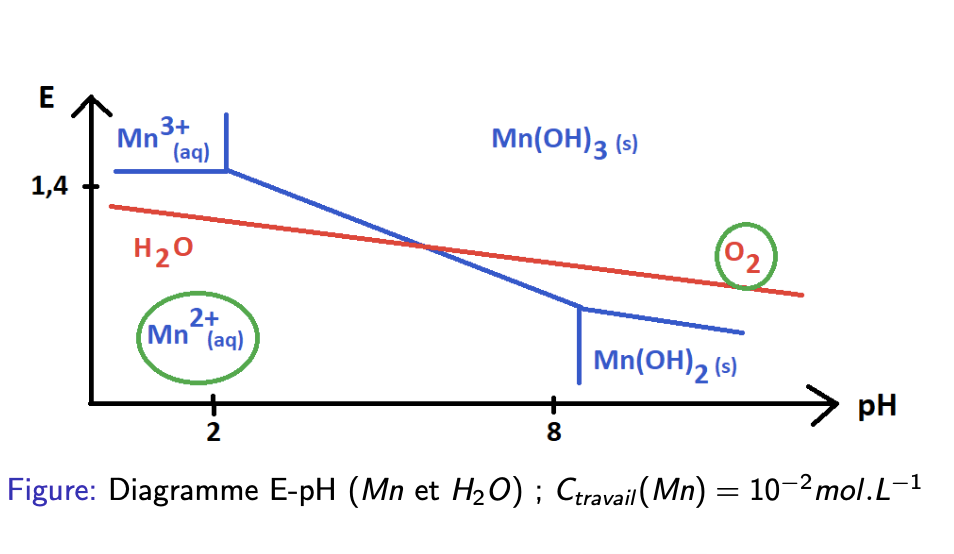 E
Mn³⁺(aq)
Mn(OH)₃ (s)
1,4
H₂O
O₂
Mn²⁺(aq)
Mn(OH)₂ (s)
pH
2 8
Figure: Diagramme E-pH (Mn et H₂O) ; C_travail(Mn) = 10⁻²mol.L⁻¹